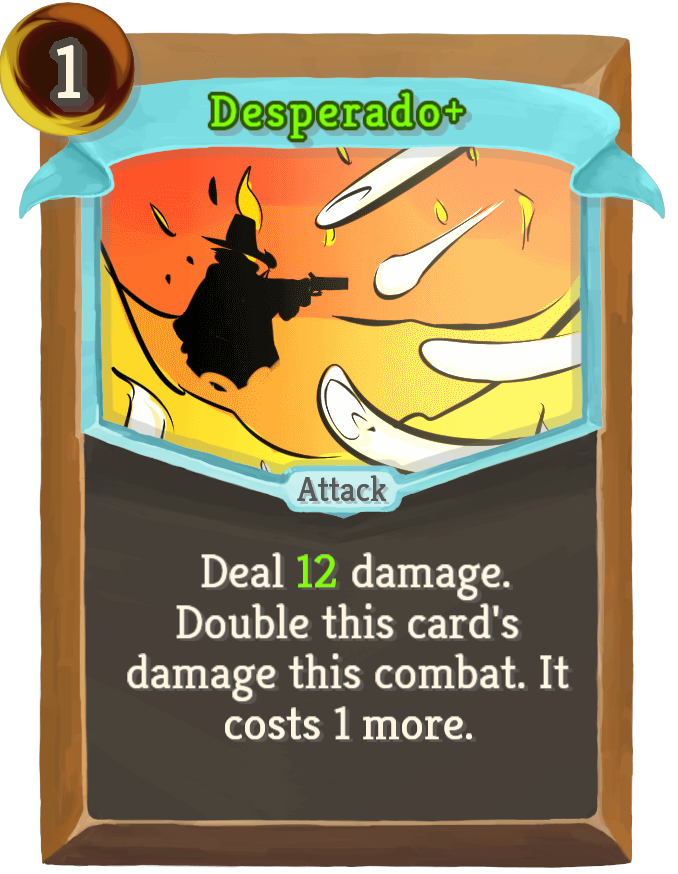 1
Desperado+
Attack
Deal 12 damage.
Double this card's
damage this combat. It
costs 1 more.